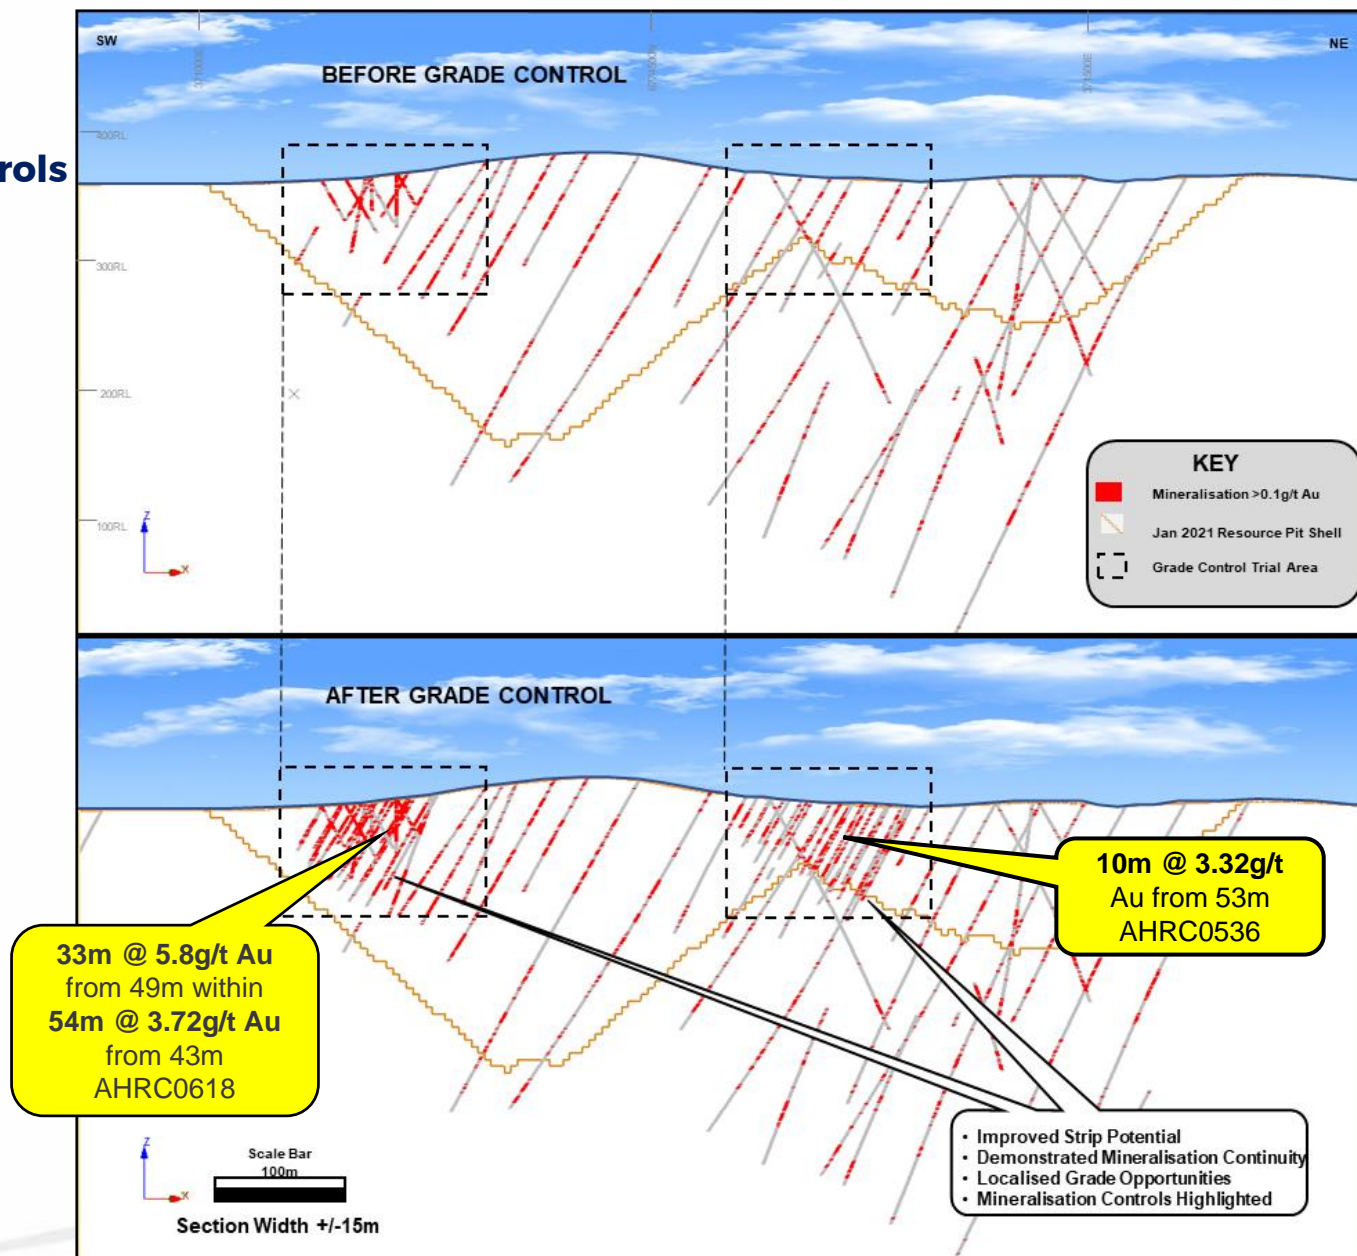 rols
SW
NE
BEFORE GRADE CONTROL
400RL
300RL
200RL
100RL
Z
X
KEY
Mineralisation >0.1g/t Au
Jan 2021 Resource Pit Shell
Grade Control Trial Area
AFTER GRADE CONTROL
33m @ 5.8g/t Au
from 49m within
54m @ 3.72g/t Au
from 43m
AHRC0618
10m @ 3.32g/t
Au from 53m
AHRC0536
• Improved Strip Potential
• Demonstrated Mineralisation Continuity
• Localised Grade Opportunities
• Mineralisation Controls Highlighted
Z
X
Scale Bar
100m
Section Width +/-15m